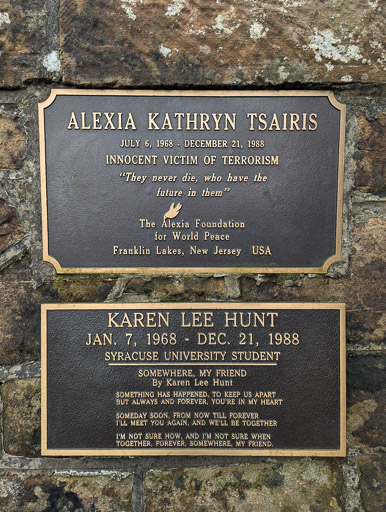 ALEXIA KATHRYN TSAIRIS
JULY 6, 1968 - DECEMBER 21, 1988
INNOCENT VICTIM OF TERRORISM
"They never die, who have the
future in them"
The Alexia Foundation
for World Peace
Franklin Lakes, New Jersey USA
KAREN LEE HUNT
JAN. 7, 1968 - DEC. 21, 1988
SYRACUSE UNIVERSITY STUDENT
SOMEWHERE, MY FRIEND
By Karen Lee Hunt
SOMETHING HAS HAPPENED, TO KEEP US APART
BUT ALWAYS AND FOREVER, YOU'RE IN MY HEART
SOMEDAY SOON, FROM NOW TILL FOREVER
I'LL MEET YOU AGAIN, AND WE'LL BE TOGETHER
I'M NOT SURE HOW, AND I'M NOT SURE WHEN
TOGETHER, FOREVER, SOMEWHERE, MY FRIEND.